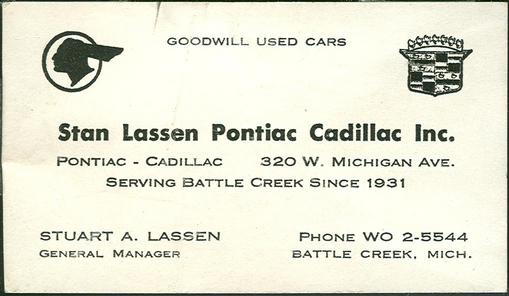 GOODWILL USED CARS
Stan Lassen Pontiac Cadillac Inc.
PONTIAC - CADILLAC 320 W. MICHIGAN AVE.
SERVING BATTLE CREEK SINCE 1931
STUART A. LASSEN PHONE WO 2-5544
GENERAL MANAGER BATTLE CREEK, MICH.